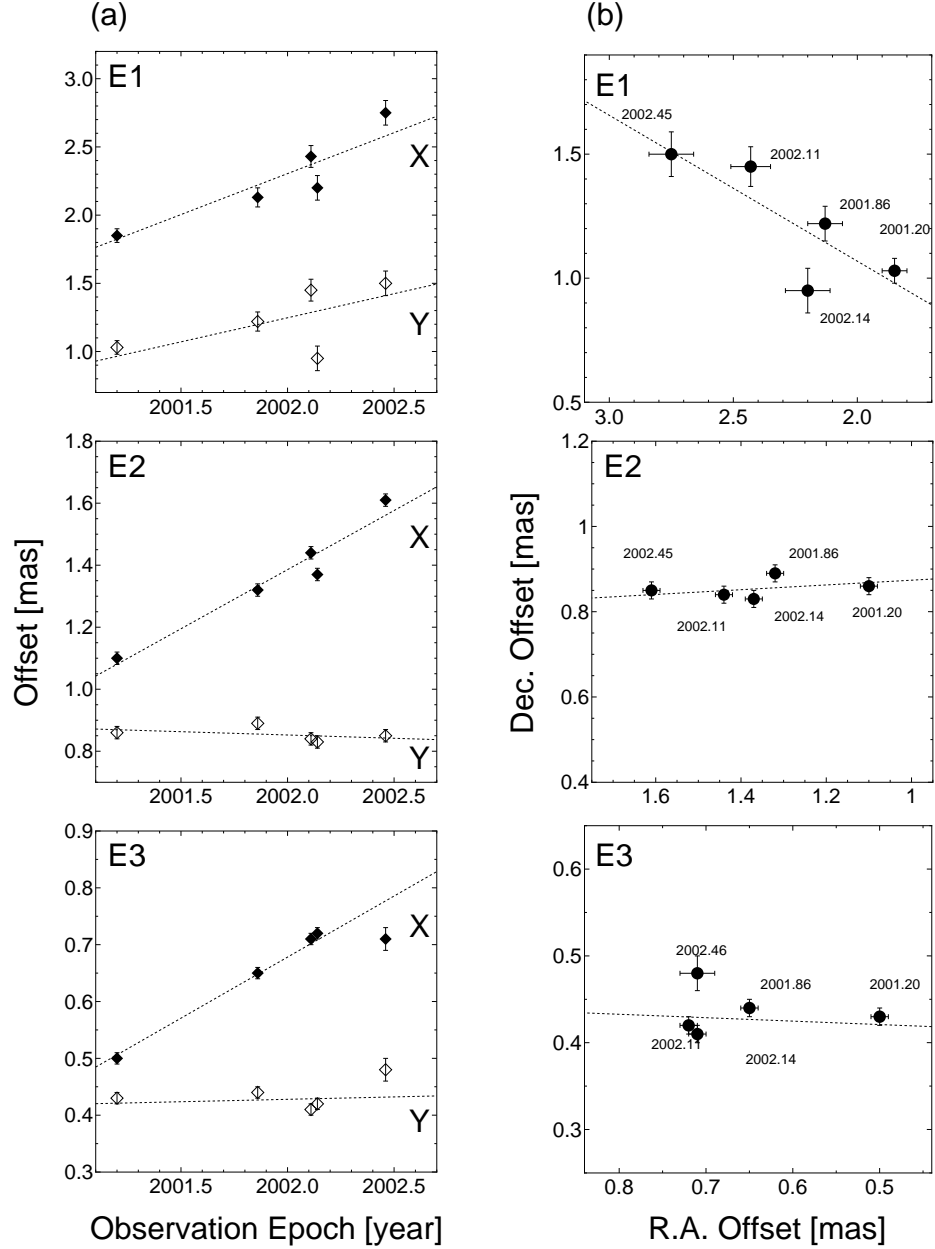 (a)
E1
3.0
2.5
2.0
1.5
1.0
X
Y
2001.5 2002.0 2002.5
E2
1.8
1.6
1.4
1.2
1.0
0.8
X
Y
2001.5 2002.0 2002.5
Offset [mas]
E3
0.9
0.8
0.7
0.6
0.5
0.4
0.3
X
Y
2001.5 2002.0 2002.5
Observation Epoch [year]
(b)
E1
1.5
1.0
0.5
2002.45
2002.11
2001.86
2001.20
2002.14
3.0 2.4 2.0
E2
1.2
1
0.8
0.6
0.4
2002.45
2001.86
2002.11
2002.14
2001.20
1.6 1.4 1.2 1
Dec. Offset [mas]
E3
0.6
0.5
0.4
0.3
2002.46
2001.86
2001.20
2002.11
2002.14
0.8 0.7 0.6 0.5
R.A. Offset [mas]